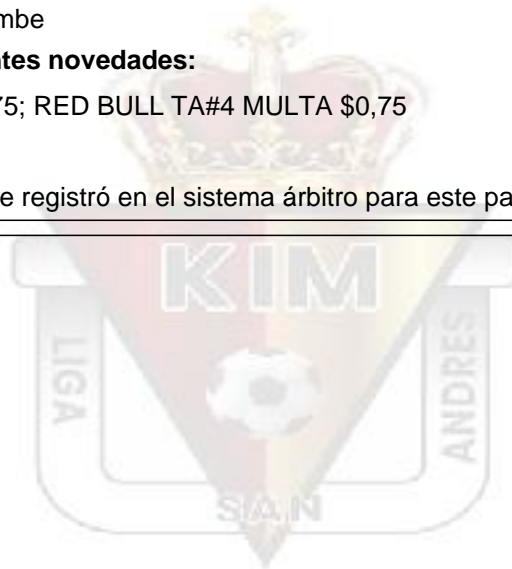 mbe
ntes novedades:
75; RED BULL TA#4 MULTA $0,75
e registró en el sistema árbitro para este pa
KIM
LIGA
ANDRES
SAN